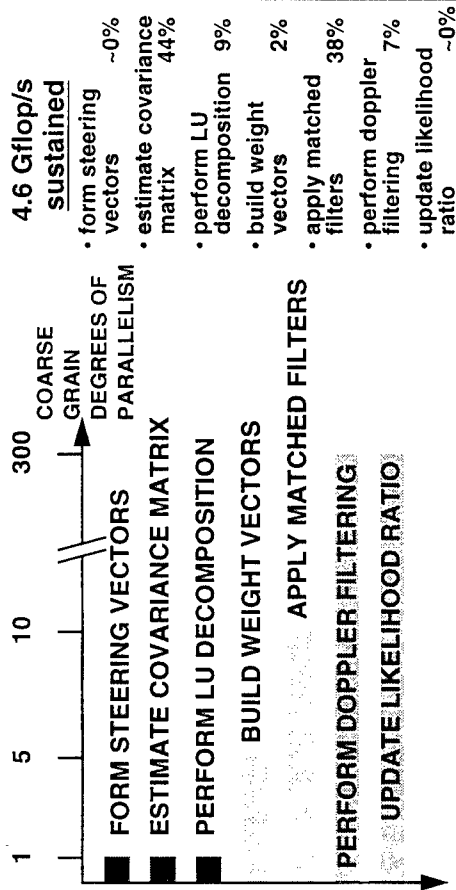 1 5 10 300
COARSE
GRAIN
DEGREES OF
PARALLELISM
FORM STEERING VECTORS
ESTIMATE COVARIANCE MATRIX
PERFORM LU DECOMPOSITION
BUILD WEIGHT VECTORS
APPLY MATCHED FILTERS
PERFORM DOPPLER FILTERING
UPDATE LIKELIHOOD RATIO
4.6 Gflop/s
sustained
• form steering
vectors ~0%
• estimate covariance
matrix 44%
• perform LU
decomposition 9%
• build weight
vectors 2%
• apply matched
filters 38%
• perform doppler
filtering 7%
• update likelihood
ratio ~0%